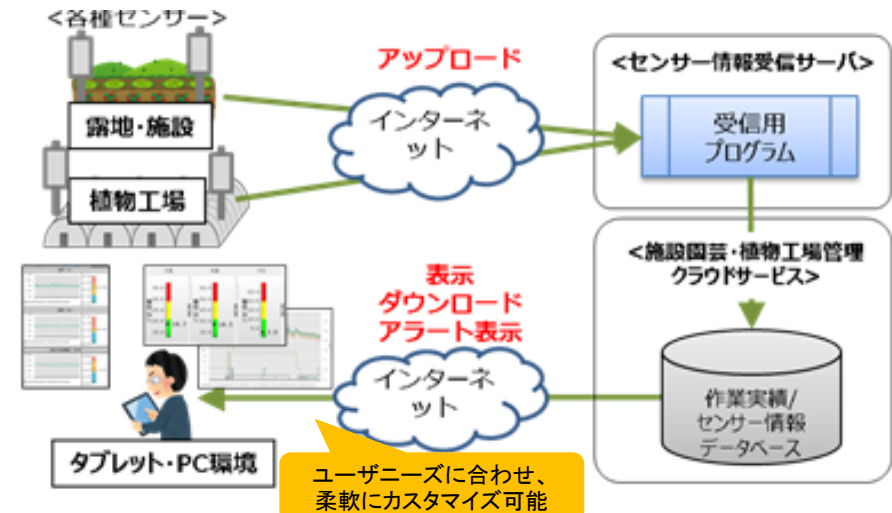 <各種センサー>
露地・施設
植物工場
アップロード
インターネ
ット
<センサー情報受信サーバ>
受信用
プログラム
<施設園芸・植物工場管理
クラウドサービス>
作業実績/
センサー情報
データベース
表示
ダウンロード
アラート表示
インターネ
ット
タブレット・PC環境
ユーザニーズに合わせ、
柔軟にカスタマイズ可能